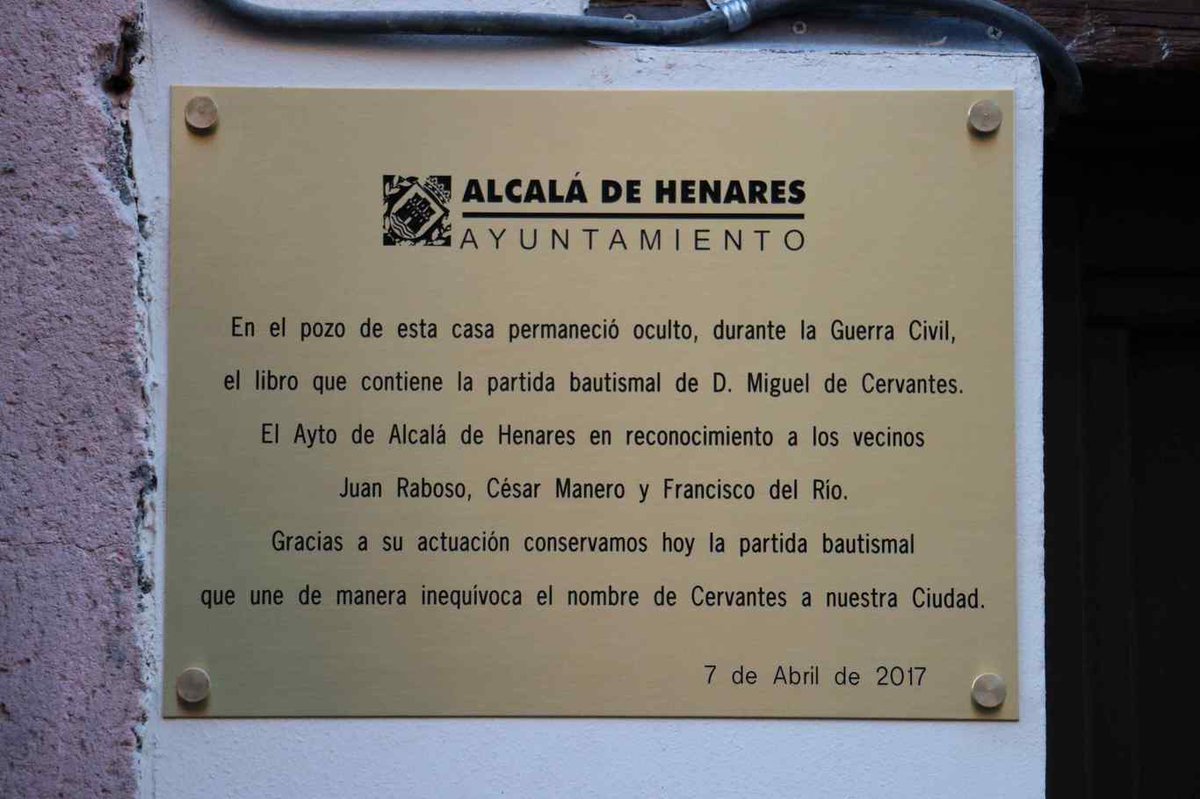 ALCALÁ DE HENARES
AYUNTAMIENTO
En el pozo de esta casa permaneció oculto, durante la Guerra Civil,
el libro que contiene la partida bautismal de D. Miguel de Cervantes.
El Ayto de Alcalá de Henares en reconocimiento a los vecinos
Juan Raboso, César Manero y Francisco del Río.
Gracias a su actuación conservamos hoy la partida bautismal
que une de manera inequívoca el nombre de Cervantes a nuestra Ciudad.
7 de Abril de 2017